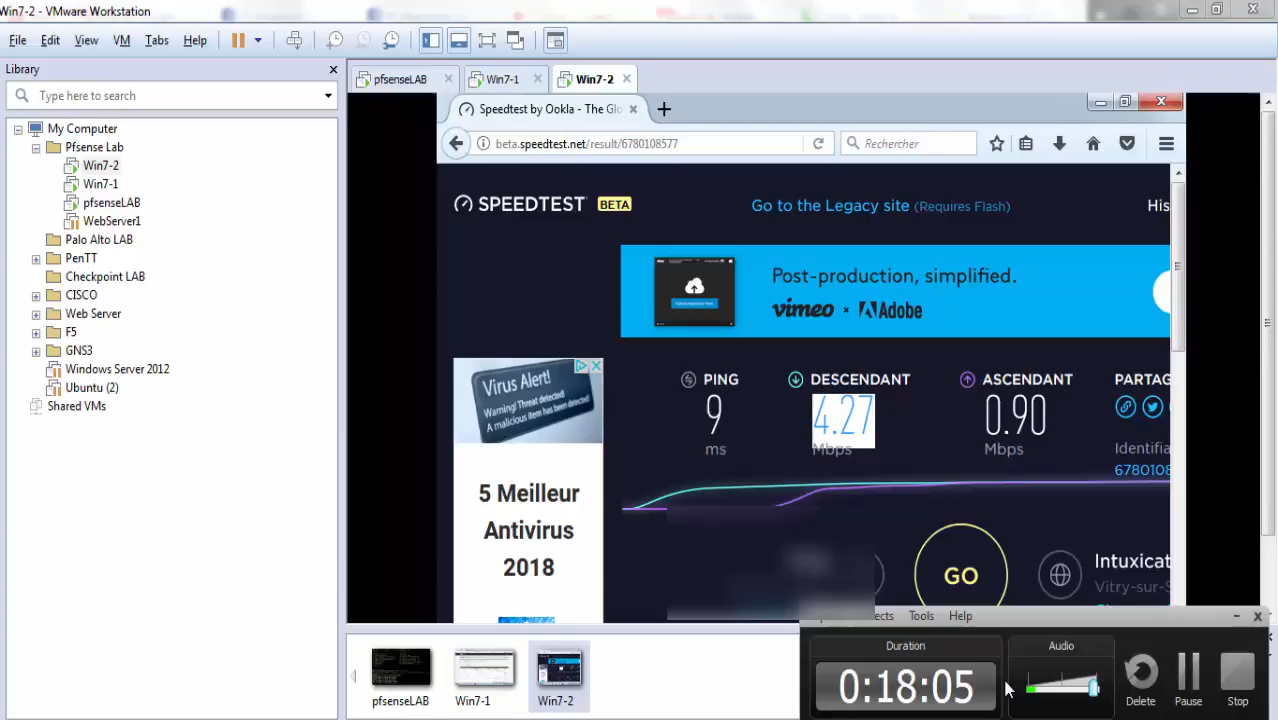 Win7-2 - VMware Workstation
File Edit View VM Tabs Help
Library
Type here to search
My Computer
Pfsense Lab
Win7-2
Win7-1
pfsenseLAB
WebServer1
Palo Alto LAB
PenTT
Checkpoint LAB
CISCO
Web Server
F5
GNS3
Windows Server 2012
Ubuntu (2)
Shared VMs
pfsenseLAB Win7-1 Win7-2
Speedtest by Ookla - The Glo
beta.speedtest.net/result/6780108577
Rechercher
SPEEDTEST BETA
Go to the Legacy site (Requires Flash)
His
Post-production, simplified.
vimeo × Adobe
Virus Alert!
Warning! Threat detected!
A malicious item has been detected!
5 Meilleur
Antivirus
2018
PING
9
ms
DESCENDANT
4.27
Mbps
ASCENDANT
0.90
Mbps
PARTAG
Identifia
6780108
GO
Intuxicat
Vitry-sur-S
pfsenseLAB Win7-1 Win7-2
ects Tools Help
Duration
0:18:05
Audio
Delete Pause Stop